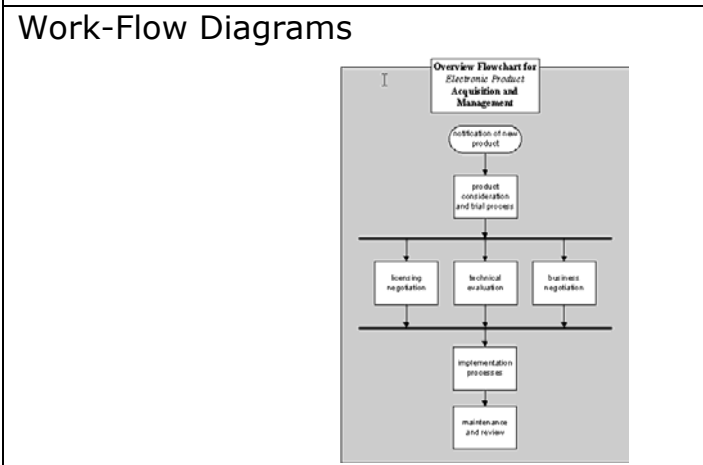 Work-Flow Diagrams
Overview Flowchart for
Electronic Product
Acquisition and
Management
notification of new
product
product
consideration
and trial process
licensing
negotiation
technical
evaluation
business
negotiation
implementation
processes
maintenance
and review